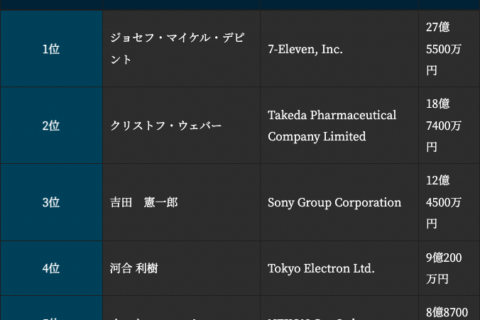 1位
ジョセフ・マイケル・デピ
ント
7-Eleven, Inc.
27億
5500万
円
2位
クリストフ・ウェバー
Takeda Pharmaceutical
Company Limited
18億
7400万
円
3位
吉田　憲一郎
Sony Group Corporation
12億
4500万
円
4位
河合 利樹
Tokyo Electron Ltd.
9億200
万円
8億8700